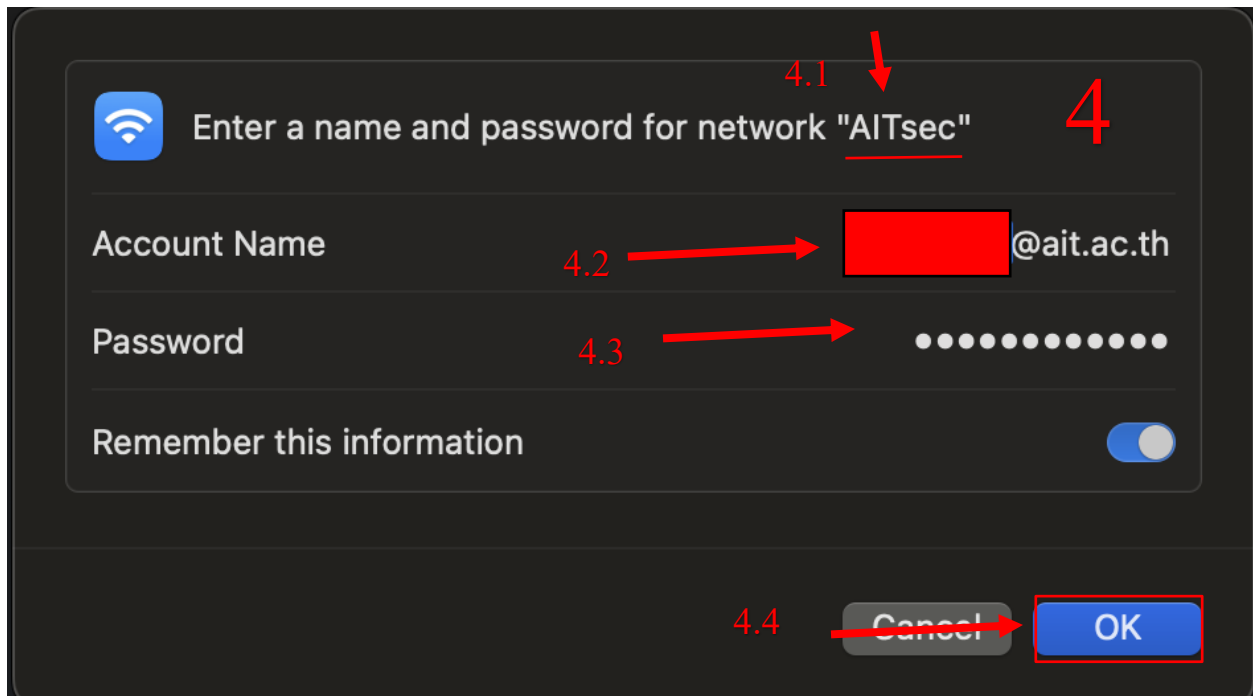 4.1
Enter a name and password for network "AITsec" 4
Account Name 4.2 @ait.ac.th
Password 4.3 ●●●●●●●●●●●●
Remember this information
4.4 Cancel OK